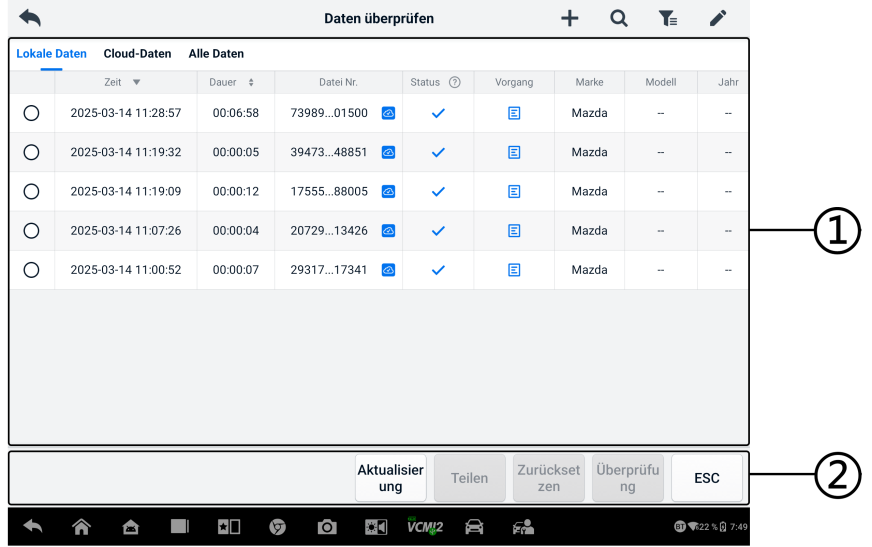 Daten überprüfen
Lokale Daten Cloud-Daten Alle Daten
Zeit Dauer Datei Nr. Status ? Vorgang Marke Modell Jahr
2025-03-14 11:28:57 00:06:58 73989...01500 Mazda -- --
2025-03-14 11:19:32 00:00:05 39473...48851 Mazda -- --
2025-03-14 11:19:09 00:00:12 17555...88005 Mazda -- --
2025-03-14 11:07:26 00:00:04 20729...13426 Mazda -- --
2025-03-14 11:00:52 00:00:07 29317...17341 Mazda -- --
1
Aktualisier
ung
Teilen
Zurückset
zen
Überprüfu
ng
ESC
2
VCMI2 BT 22 % 7:49